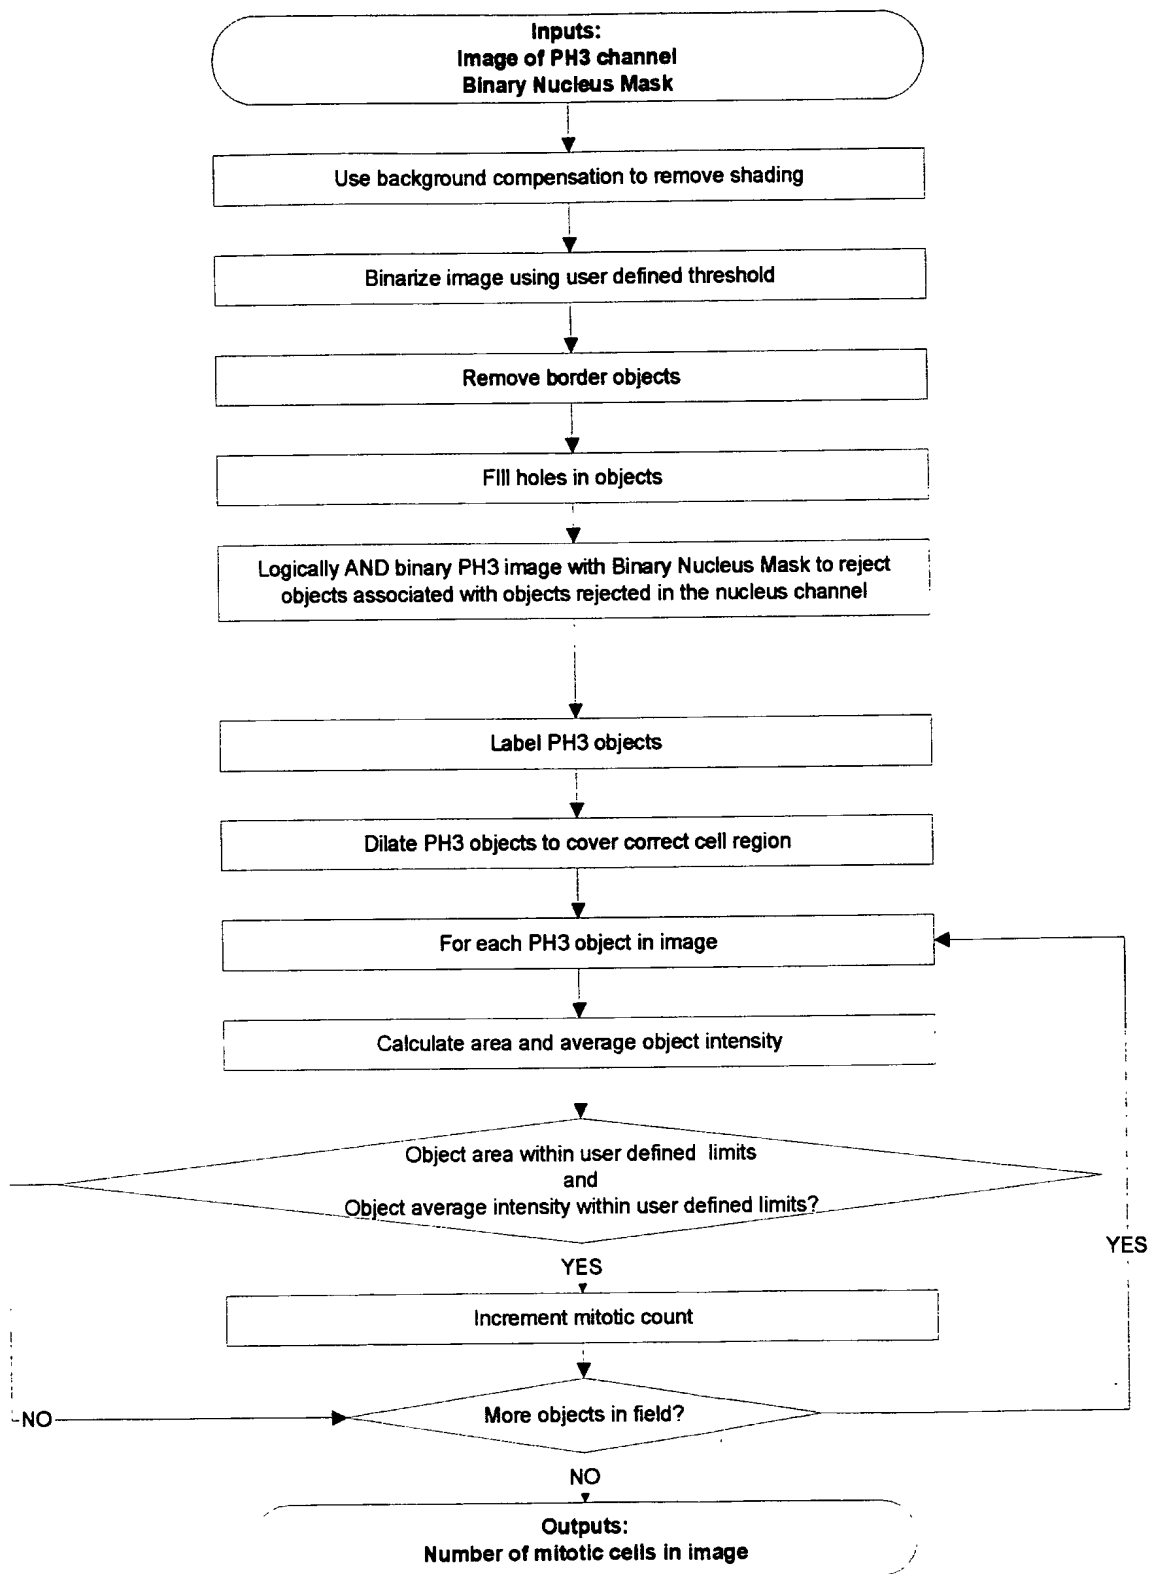 Inputs:
Image of PH3 channel
Binary Nucleus Mask
Use background compensation to remove shading
Binarize image using user defined threshold
Remove border objects
Fill holes in objects
Logically AND binary PH3 image with Binary Nucleus Mask to reject
objects associated with objects rejected in the nucleus channel
Label PH3 objects
Dilate PH3 objects to cover correct cell region
For each PH3 object in image
Calculate area and average object intensity
Object area within user defined limits
and
Object average intensity within user defined limits?
YES
YES
Increment mitotic count
NO
More objects in field?
NO
Outputs:
Number of mitotic cells in image